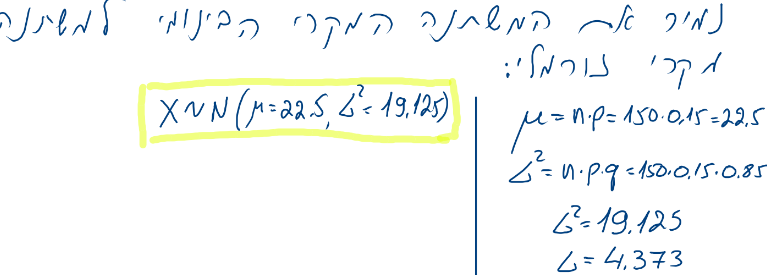 נמיר את המשתנה המקרי הבינומי למשתנה
מקרי נורמלי:
X~N(μ=22.5, σ²=19.125)
μ=n.p=150.0.15=22.5
σ²=n.p.q=150.0.15.0.85
σ²=19.125
σ=4.373